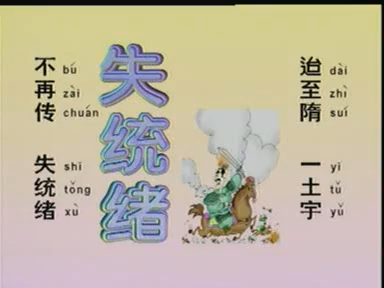 迨至隋 一土宇
dài zhì suí yī tǔ yǔ
失统绪
不再传 失统绪
bú zài chuán shī tǒng xù